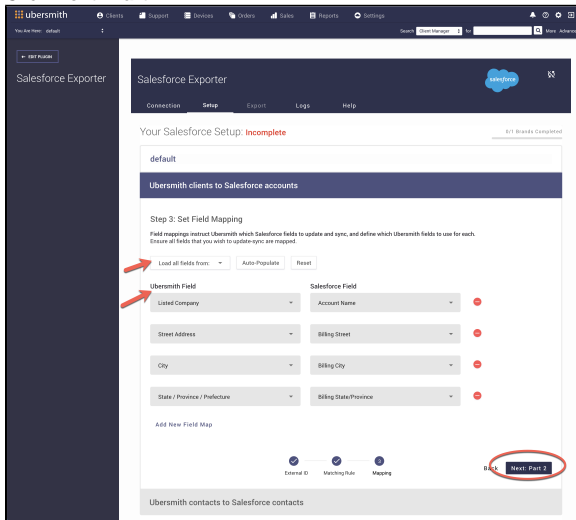 ubersmith
Clients
Support
Devices
Orders
Sales
Reports
Settings
You Are Here: default
Search Client Manager for
More Advanced
← EDIT PLUGIN
Salesforce Exporter
Salesforce Exporter
salesforce
Connection Setup Export Logs Help
Your Salesforce Setup: Incomplete
0/1 Brands Completed
default
Ubersmith clients to Salesforce accounts
Step 3: Set Field Mapping
Field mappings instruct Ubersmith which Salesforce fields to update and sync, and define which Ubersmith fields to use for each.
Ensure all fields that you wish to update-sync are mapped.
Load all fields from: Auto-Populate Reset
Ubersmith Field Salesforce Field
Listed Company Account Name
Street Address Billing Street
City Billing City
State / Province / Prefecture Billing State/Province
Add New Field Map
3
External ID Matching Rule Mapping
Back Next: Part 2
Ubersmith contacts to Salesforce contacts